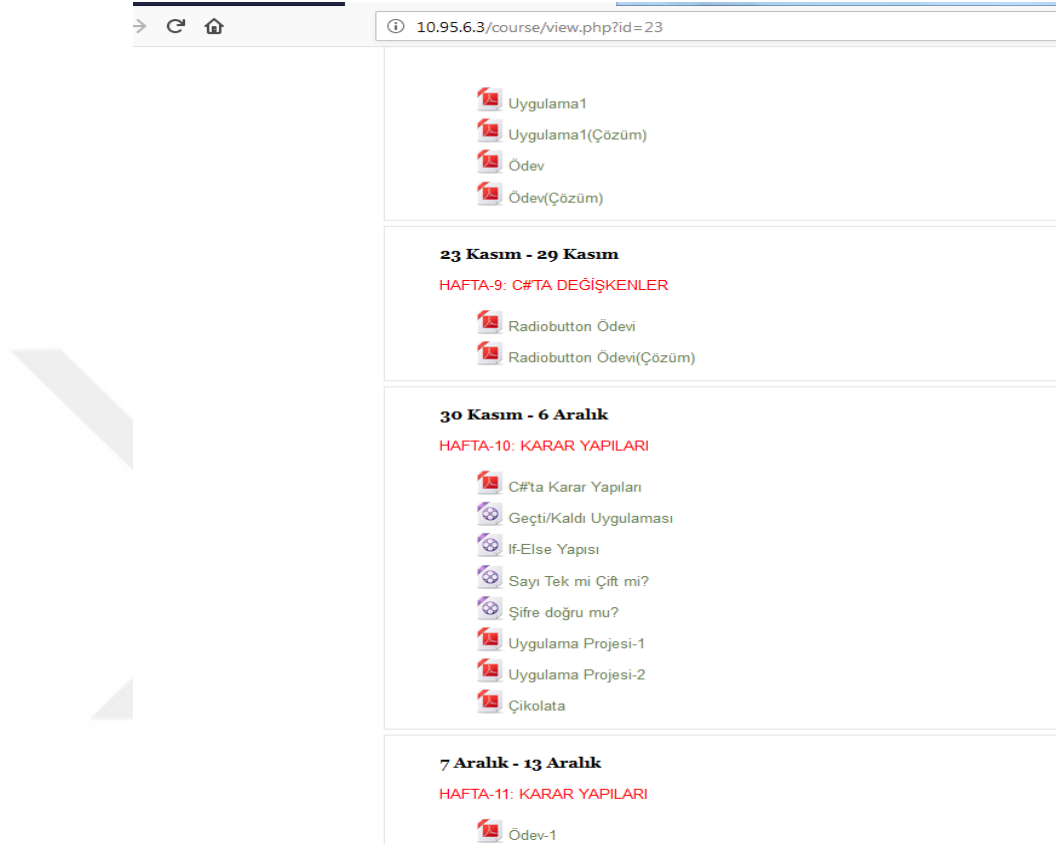 10.95.6.3/course/view.php?id=23
Uygulama1
Uygulama1(Çözüm)
Ödev
Ödev(Çözüm)
23 Kasım - 29 Kasım
HAFTA-9: C#'TA DEĞİŞKENLER
Radiobutton Ödevi
Radiobutton Ödevi(Çözüm)
30 Kasım - 6 Aralık
HAFTA-10: KARAR YAPILARI
C#'ta Karar Yapıları
Geçti/Kaldı Uygulaması
If-Else Yapısı
Sayı Tek mi Çift mi?
Şifre doğru mu?
Uygulama Projesi-1
Uygulama Projesi-2
Çikolata
7 Aralık - 13 Aralık
HAFTA-11: KARAR YAPILARI
Ödev-1